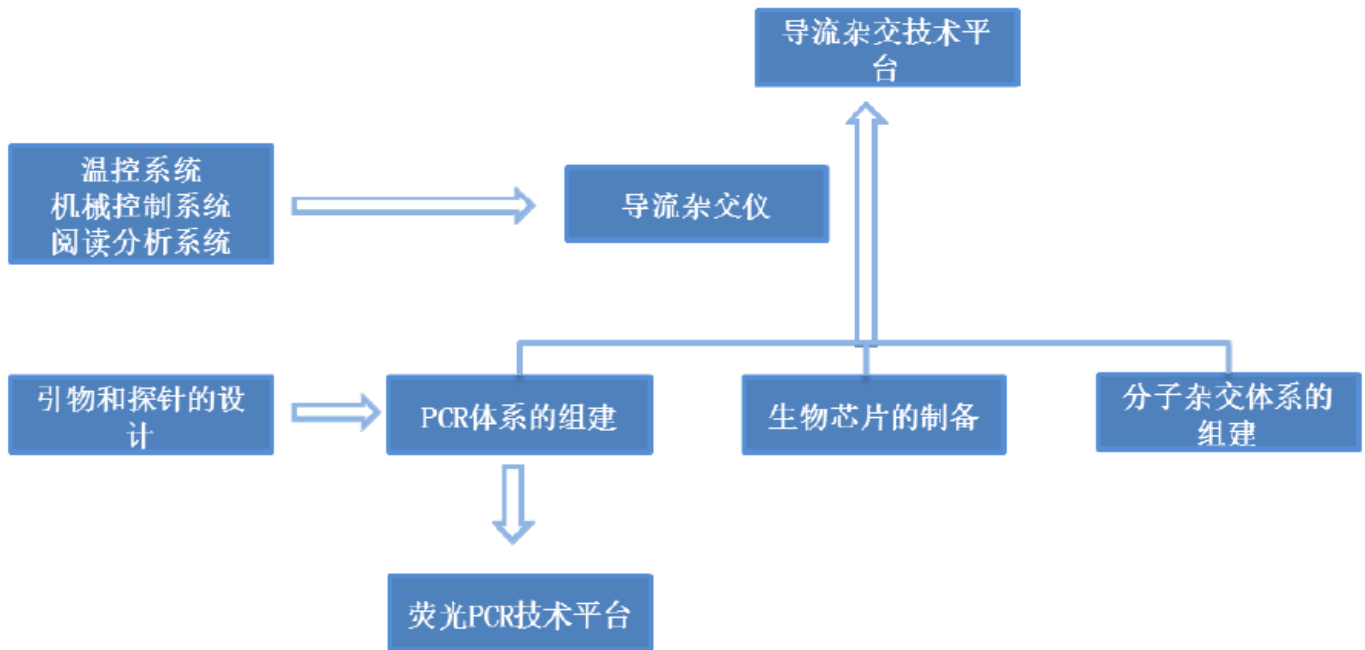 导流杂交技术平
台
温控系统
机械控制系统
阅读分析系统
导流杂交仪
引物和探针的设
计
PCR体系的组建
生物芯片的制备
分子杂交体系的
组建
荧光PCR技术平台